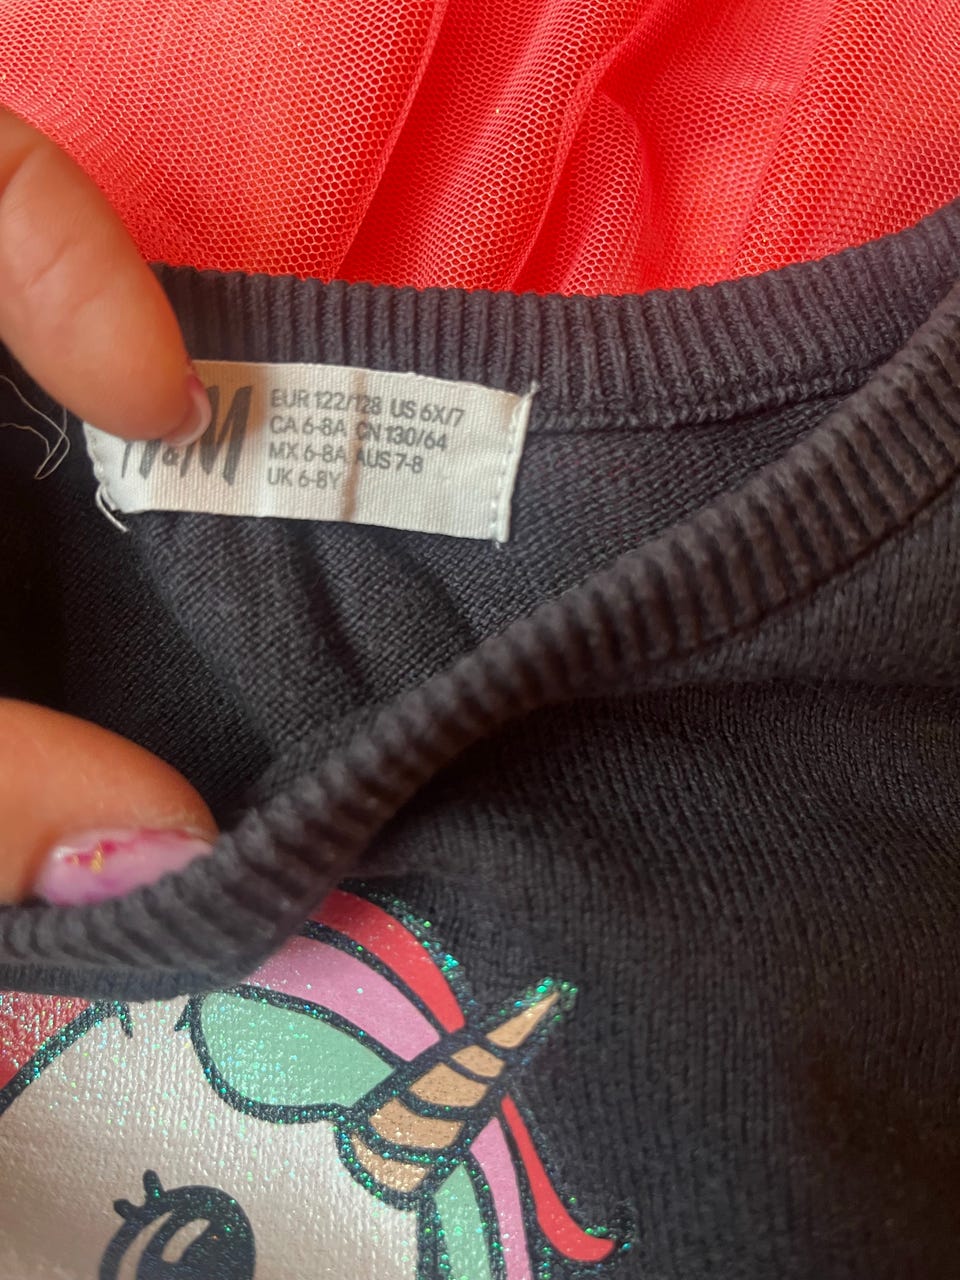 H&M
EUR 122/128 US 6X/7
CA 6-8A CN 130/64
MX 6-8A AUS 7-8
UK 6-8Y